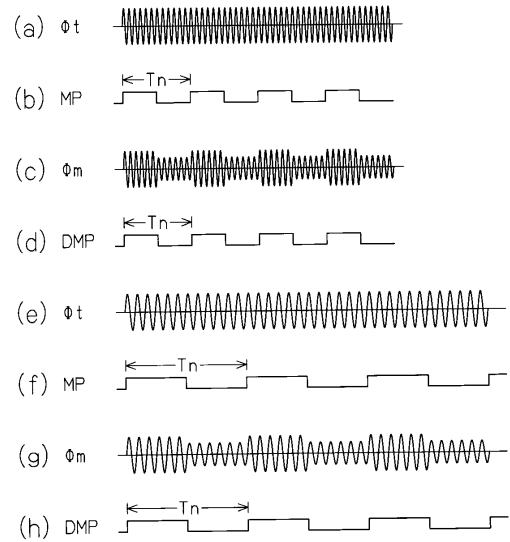 (a) Φt
Tn
(b) MP
(c) Φm
Tn
(d) DMP
(e) Φt
Tn
(f) MP
(g) Φm
Tn
(h) DMP